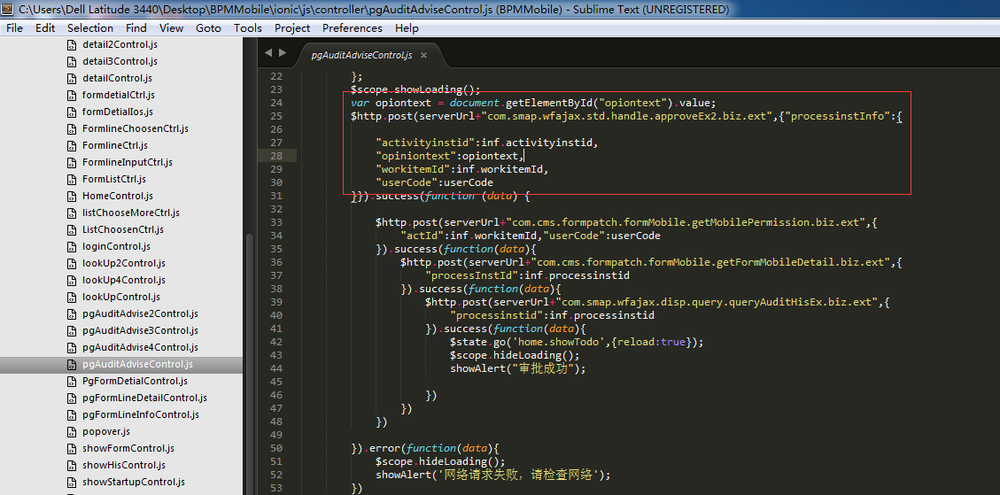 C:\Users\Dell Latitude 3440\Desktop\BPMMobile\ionic\js\controller\pgAuditAdviseControl.js (BPMMobile) - Sublime Text (UNREGISTERED)
File Edit Selection Find View Goto Tools Project Preferences Help
detail2Control.js
detail3Control.js
detailControl.js
formdetialCtrl.js
formDetialIos.js
FormlineChoosenCtrl.js
FormlineCtrl.js
FormlineInputCtrl.js
FormListCtrl.js
HomeControl.js
listChooseMoreCtrl.js
ListChoosenCtrl.js
loginControl.js
lookUp2Control.js
lookUp4Control.js
lookUpControl.js
pgAuditAdvise2Control.js
pgAuditAdvise3Control.js
pgAuditAdvise4Control.js
pgAuditAdviseControl.js
PgFormDetialControl.js
pgFormLineDetailControl.js
pgFormLineInfoControl.js
popover.js
showFormControl.js
showHisControl.js
showStartupControl.js
pgAuditAdviseControl.js ×
22 };
23 $scope.showLoading();
24 var opiontext = document.getElementById("opiontext").value;
25 $http.post(serverUrl+"com.smap.wfajax.std.handle.approveEx2.biz.ext",{"processinstInfo":{
26
27 "activityinstid":inf.activityinstid,
28 "opiniontext":opiontext,
29 "workitemId":inf.workitemId,
30 "userCode":userCode
31 }}).success(function (data) {
32
33 $http.post(serverUrl+"com.cms.formpatch.formMobile.getMobilePermission.biz.ext",{
34 "actId":inf.workitemId,"userCode":userCode
35 }).success(function(data){
36 $http.post(serverUrl+"com.cms.formpatch.formMobile.getFormMobileDetail.biz.ext",{
37 "processInstId":inf.processinstid
38 }).success(function(data){
39 $http.post(serverUrl+"com.smap.wfajax.disp.query.queryAuditHisEx.biz.ext",{
40 "processinstid":inf.processinstid
41 }).success(function(data){
42 $state.go('home.showTodo',{reload:true});
43 $scope.hideLoading();
44 showAlert("审批成功");
45
46 })
47 })
48 })
49
50 }).error(function(data){
51 $scope.hideLoading();
52 showAlert('网络请求失败，请检查网络');
53 })